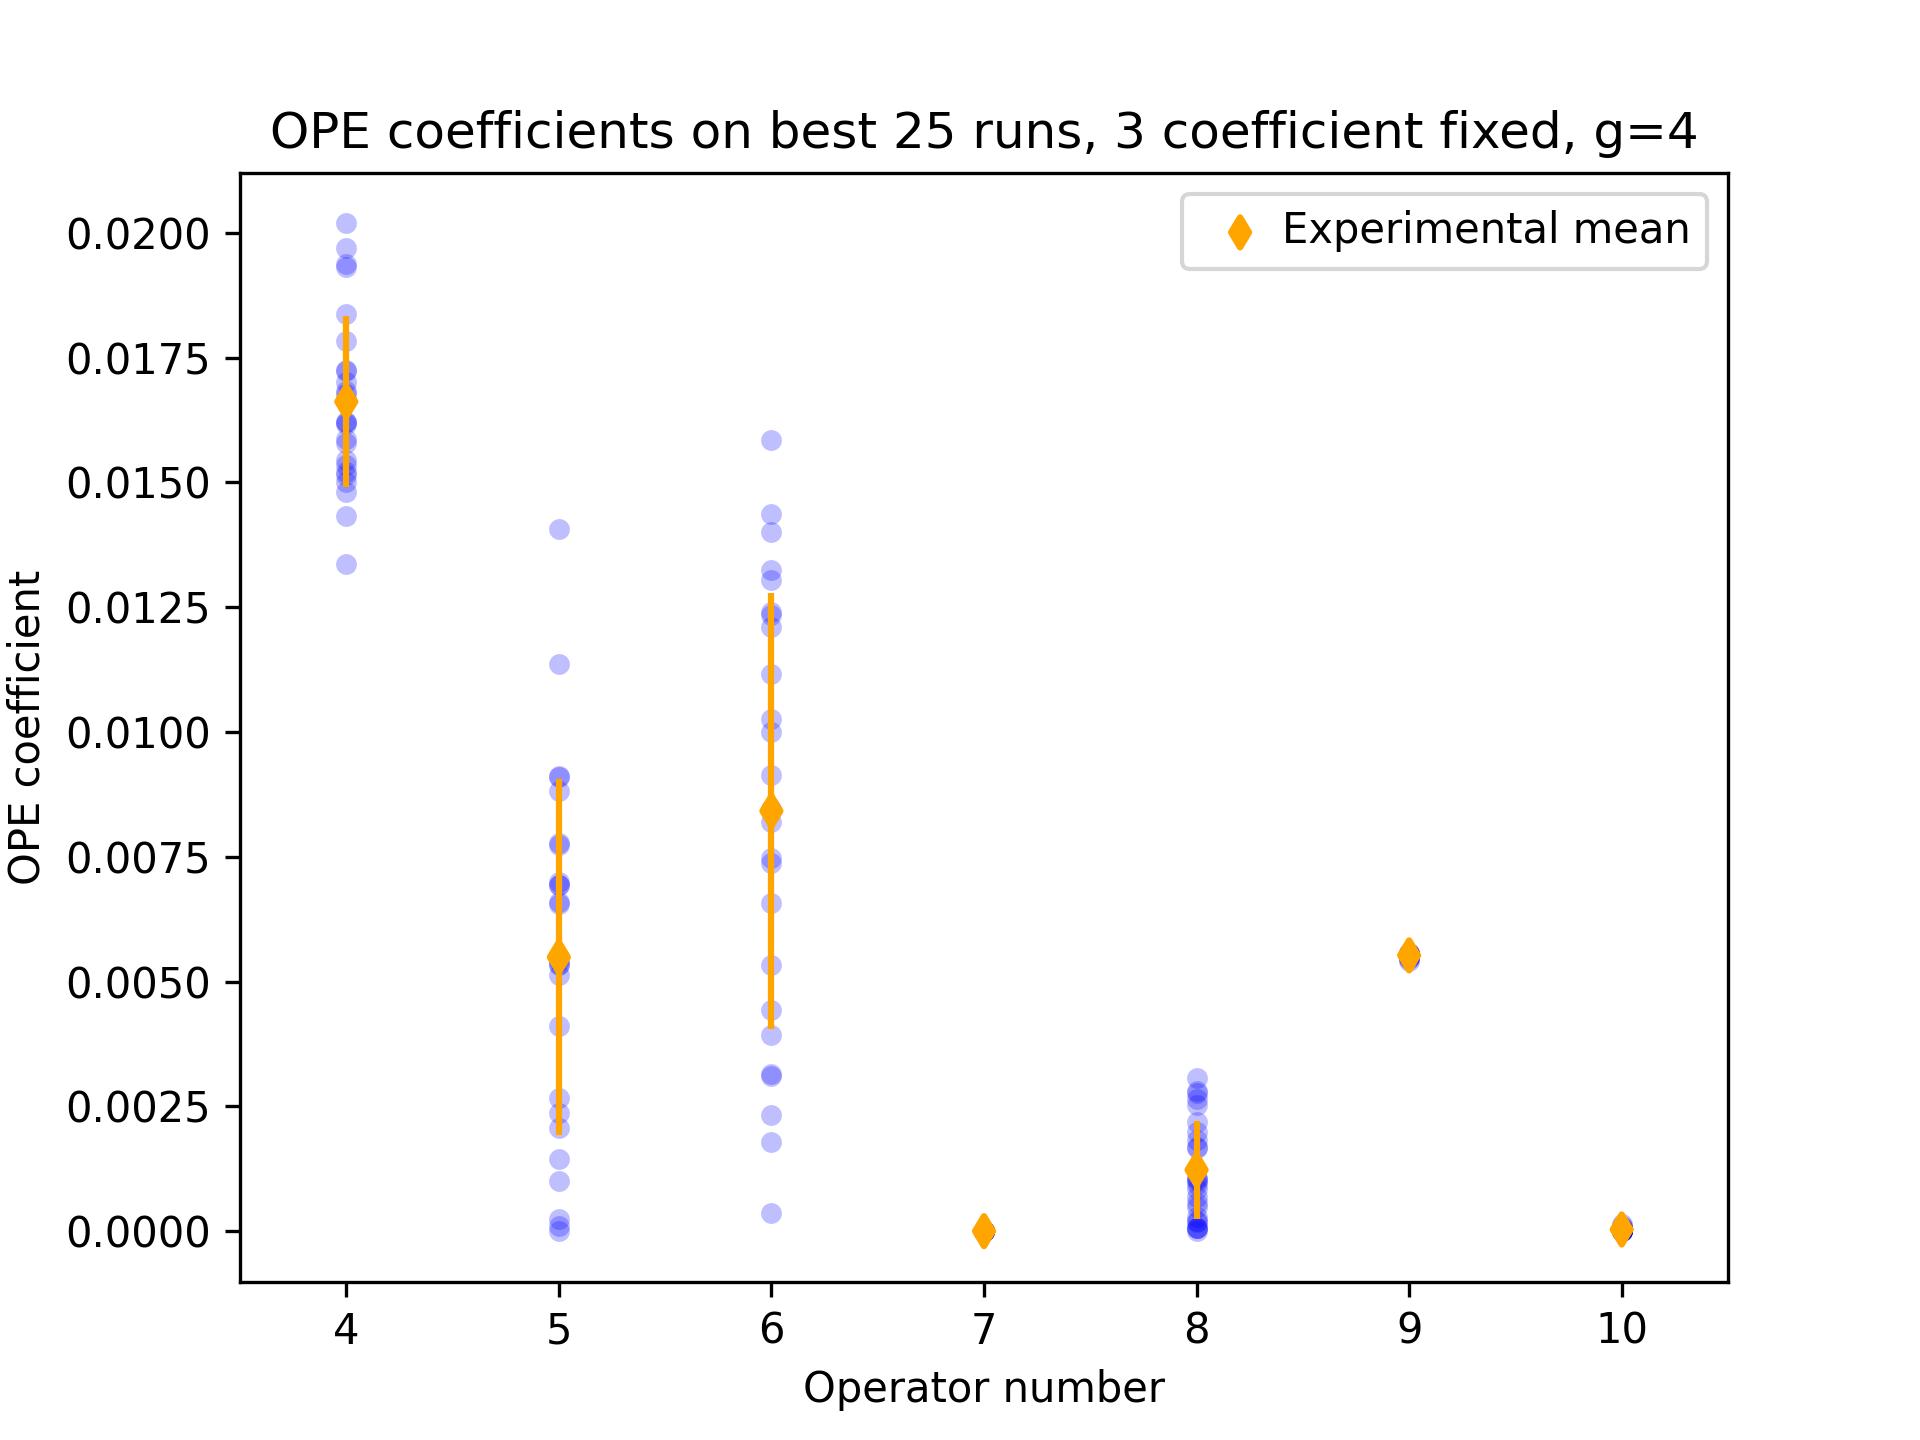 OPE coefficients on best 25 runs, 3 coefficient fixed, g=4
Experimental mean
0.0200
0.0175
0.0150
0.0125
0.0100
0.0075
0.0050
0.0025
0.0000
OPE coefficient
4 5 6 7 8 9 10
Operator number